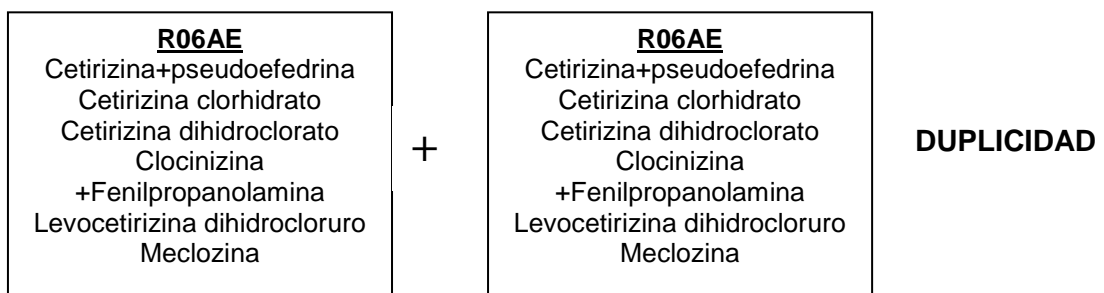 R06AE
Cetirizina+pseudoefedrina
Cetirizina clorhidrato
Cetirizina dihidroclorato
Clocinizina
+Fenilpropanolamina
Levocetirizina dihidrocloruro
Meclozina
+
R06AE
Cetirizina+pseudoefedrina
Cetirizina clorhidrato
Cetirizina dihidroclorato
Clocinizina
+Fenilpropanolamina
Levocetirizina dihidrocloruro
Meclozina
DUPLICIDAD